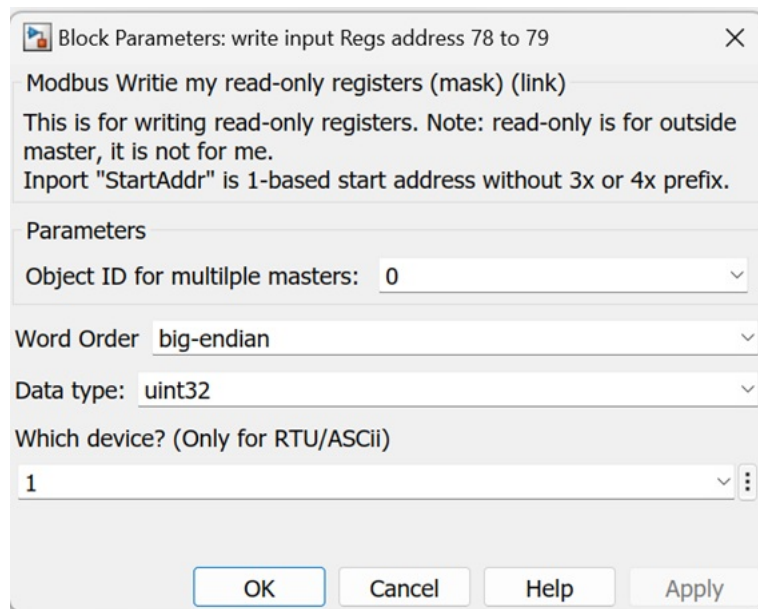 Block Parameters: write input Regs address 78 to 79
Modbus Writie my read-only registers (mask) (link)
This is for writing read-only registers. Note: read-only is for outside
master, it is not for me.
Inport "StartAddr" is 1-based start address without 3x or 4x prefix.
Parameters
Object ID for multilple masters: 0
Word Order big-endian
Data type: uint32
Which device? (Only for RTU/ASCii)
1
OK Cancel Help Apply